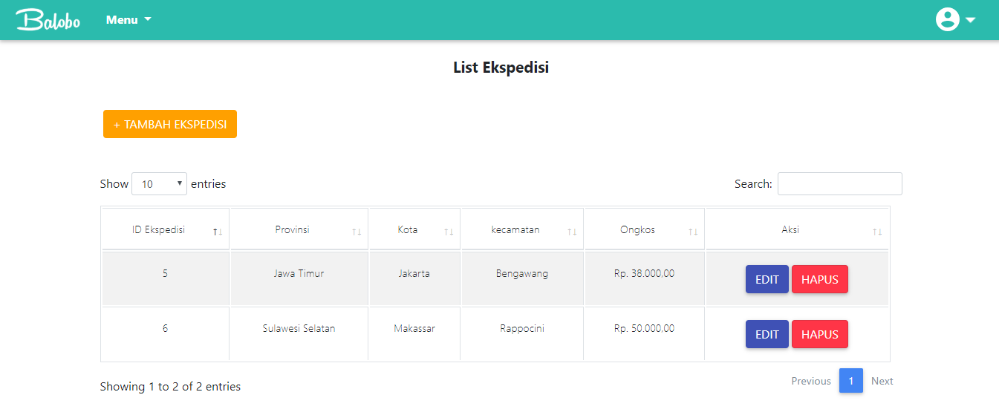 Balobo Menu
List Ekspedisi
+ TAMBAH EKSPEDISI
Show 10 entries Search:
ID Ekspedisi Provinsi Kota kecamatan Ongkos Aksi
5 Jawa Timur Jakarta Bengawang Rp. 38.000,00 EDIT HAPUS
6 Sulawesi Selatan Makassar Rappocini Rp. 50.000,00 EDIT HAPUS
Showing 1 to 2 of 2 entries Previous 1 Next